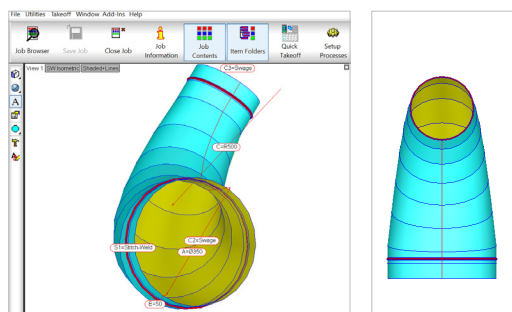 File Utilities Takeoff Window Add-Ins Help
Job Browser
Save Job
Close Job
Job Information
Job Contents
Item Folders
Quick Takeoff
Setup Processes
View 1 SW Isometric Shaded+Lines
C3=Swage
C=R500
C2=Swage
S1=Stitch-Weld
A=Ø350
E=50
A